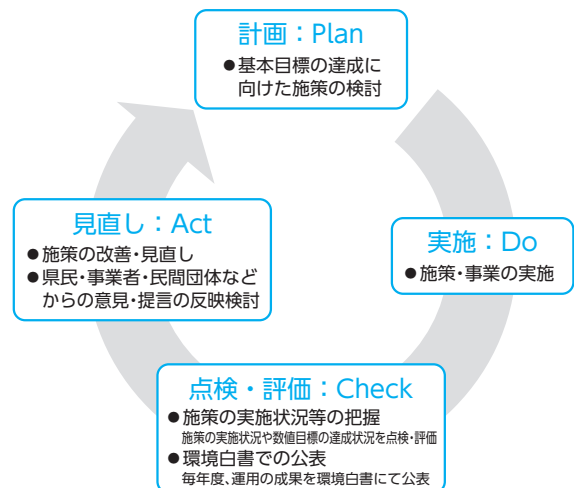 計画：Plan
●基本目標の達成に
向けた施策の検討
実施：Do
●施策･事業の実施
点検・評価：Check
●施策の実施状況等の把握
施策の実施状況や数値目標の達成状況を点検･評価
●環境白書での公表
毎年度、運用の成果を環境白書にて公表
見直し：Act
●施策の改善･見直し
●県民･事業者･民間団体など
からの意見･提言の反映検討